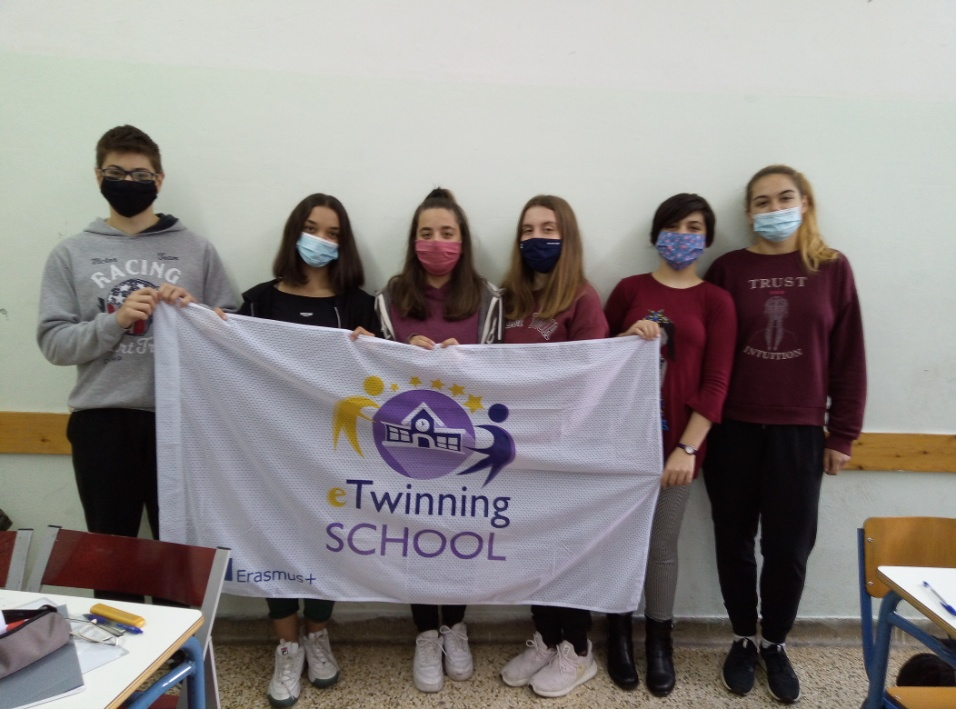 RACING
TRUST
INTUITION
eTwinning
SCHOOL
Erasmus+